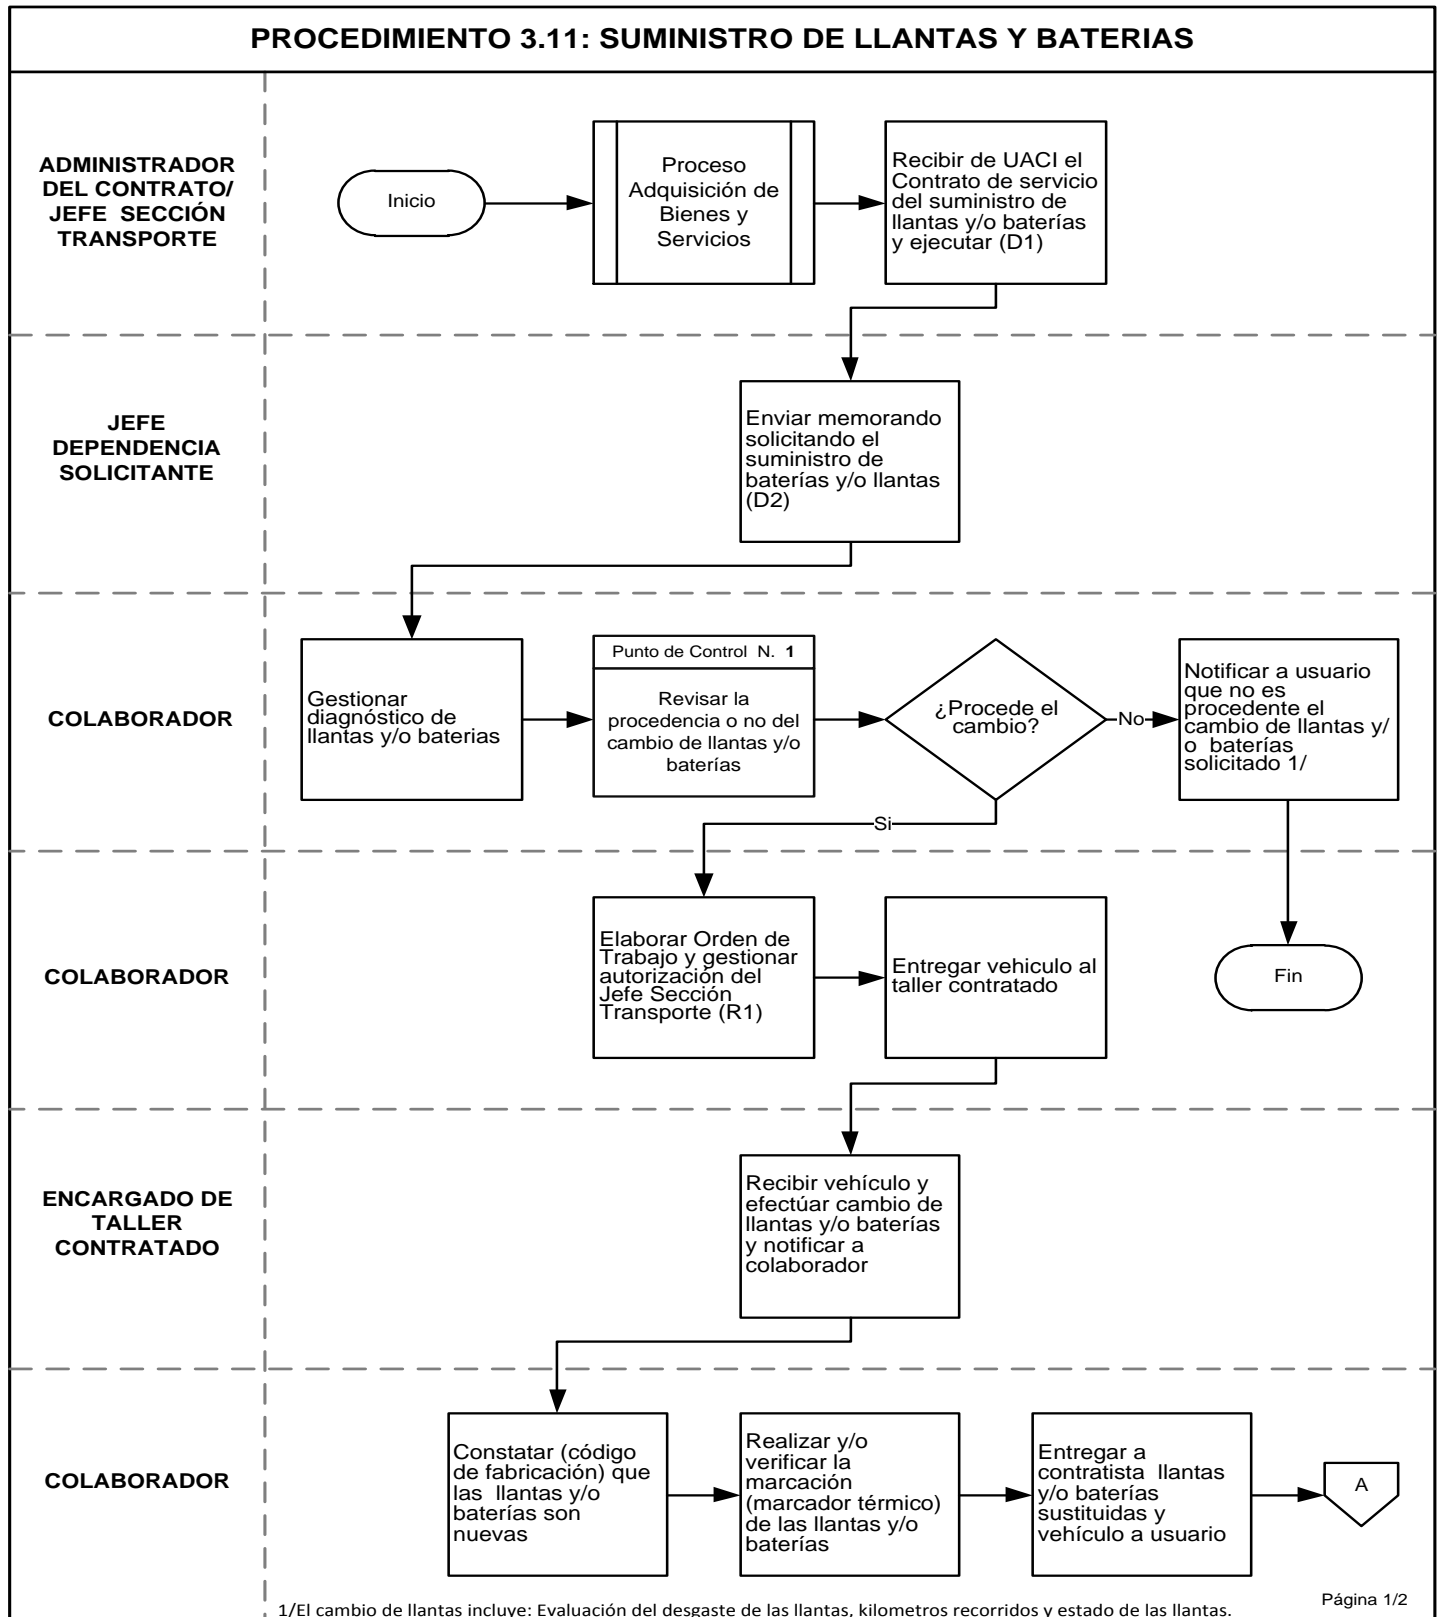 PROCEDIMIENTO 3.11: SUMINISTRO DE LLANTAS Y BATERIAS
ADMINISTRADOR
DEL CONTRATO/
JEFE SECCIÓN
TRANSPORTE
Inicio
Proceso
Adquisición de
Bienes y
Servicios
Recibir de UACI el
Contrato de servicio
del suministro de
llantas y/o baterías
y ejecutar (D1)
JEFE
DEPENDENCIA
SOLICITANTE
Enviar memorando
solicitando el
suministro de
baterías y/o llantas
(D2)
COLABORADOR
Gestionar
diagnóstico de
llantas y/o baterias
Punto de Control N. 1
Revisar la
procedencia o no del
cambio de llantas y/o
baterías
¿Procede el
cambio?
No
Notificar a usuario
que no es
procedente el
cambio de llantas y/
o baterías
solicitado 1/
Si
COLABORADOR
Elaborar Orden de
Trabajo y gestionar
autorización del
Jefe Sección
Transporte (R1)
Entregar vehiculo al
taller contratado
Fin
ENCARGADO DE
TALLER
CONTRATADO
Recibir vehículo y
efectúar cambio de
llantas y/o baterías
y notificar a
colaborador
COLABORADOR
Constatar (código
de fabricación) que
las llantas y/o
baterías son
nuevas
Realizar y/o
verificar la
marcación
(marcador térmico)
de las llantas y/o
baterías
Entregar a
contratista llantas
y/o baterías
sustituidas y
vehículo a usuario
A
1/El cambio de llantas incluye: Evaluación del desgaste de las llantas, kilometros recorridos y estado de las llantas.
Página 1/2